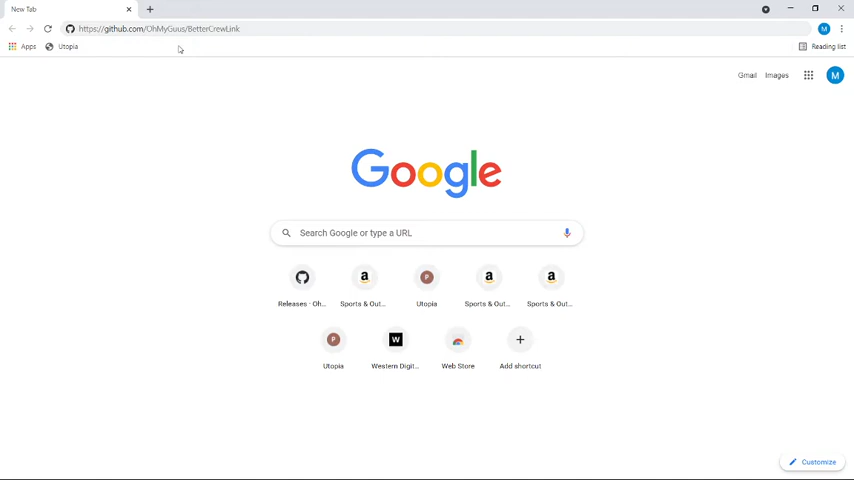 New Tab
https://github.com/OhMyGuus/BetterCrewLink
M
Apps Utopia Reading list
Gmail Images M
Google
Search Google or type a URL
a P a a
Releases - Oh... Sports & Out... Utopia Sports & Out... Sports & Out...
P W
Utopia Western Digit... Web Store Add shortcut
Customize